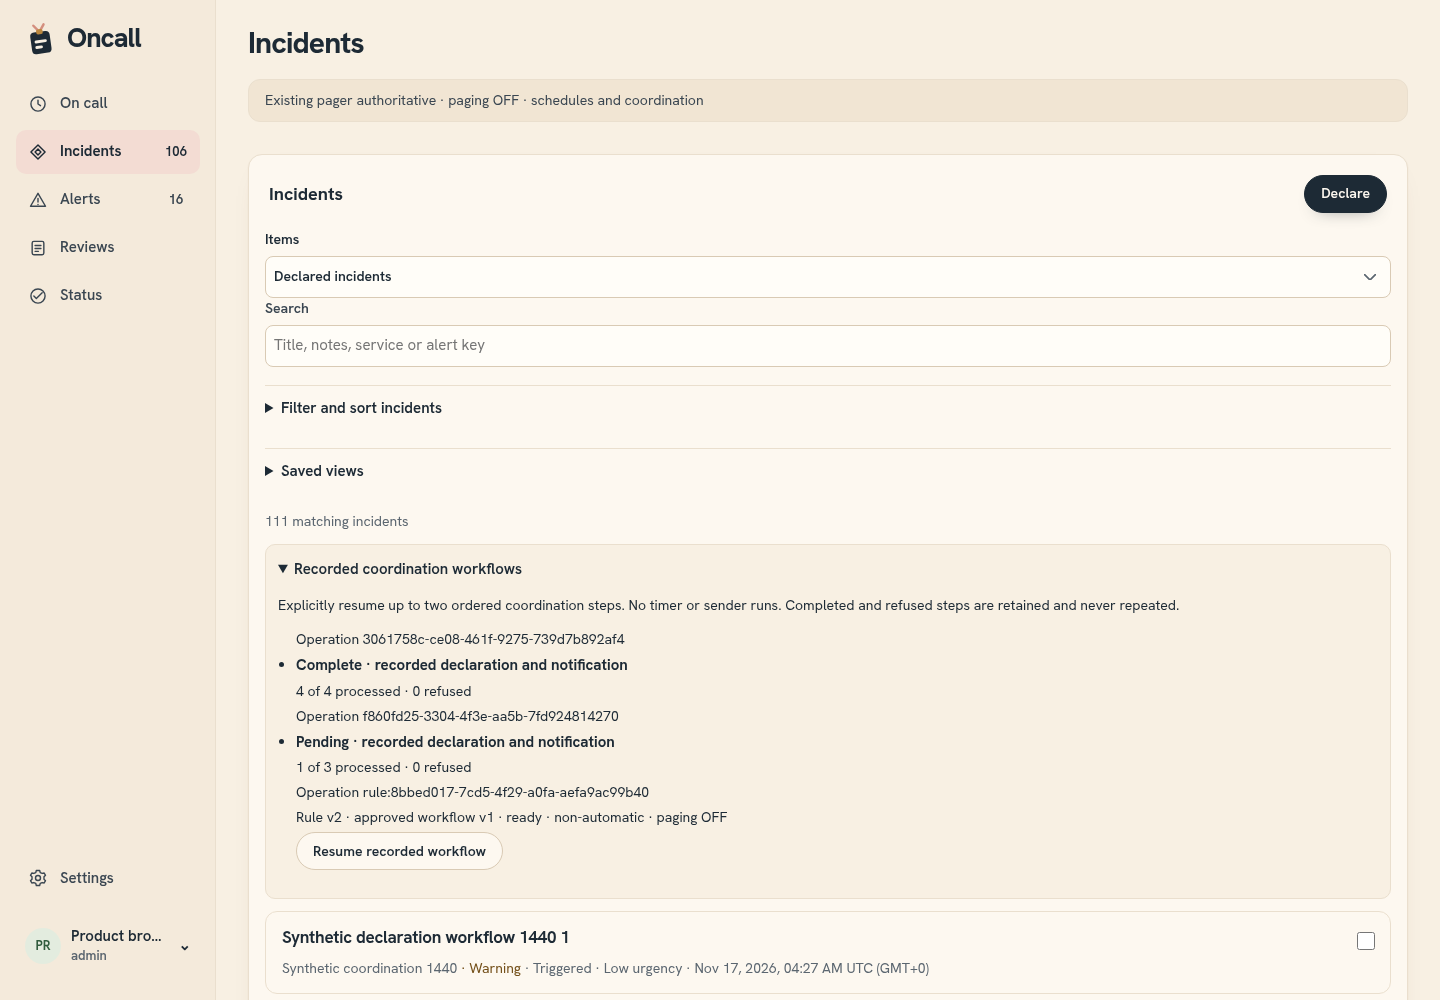 Oncall
On call
Incidents 106
Alerts 16
Reviews
Status
Settings
PR
Product bro...
admin
Incidents
Existing pager authoritative · paging OFF · schedules and coordination
Incidents
Declare
Items
Declared incidents
Search
Title, notes, service or alert key
Filter and sort incidents
Saved views
111 matching incidents
Recorded coordination workflows
Explicitly resume up to two ordered coordination steps. No timer or sender runs. Completed and refused steps are retained and never repeated.
Operation 3061758c-ce08-461f-9275-739d7b892af4
• Complete · recorded declaration and notification
4 of 4 processed · 0 refused
Operation f860fd25-3304-4f3e-aa5b-7fd924814270
• Pending · recorded declaration and notification
1 of 3 processed · 0 refused
Operation rule:8bbed017-7cd5-4f29-a0fa-aefa9ac99b40
Rule v2 · approved workflow v1 · ready · non-automatic · paging OFF
Resume recorded workflow
Synthetic declaration workflow 1440 1
Synthetic coordination 1440 · Warning · Triggered · Low urgency · Nov 17, 2026, 04:27 AM UTC (GMT+0)